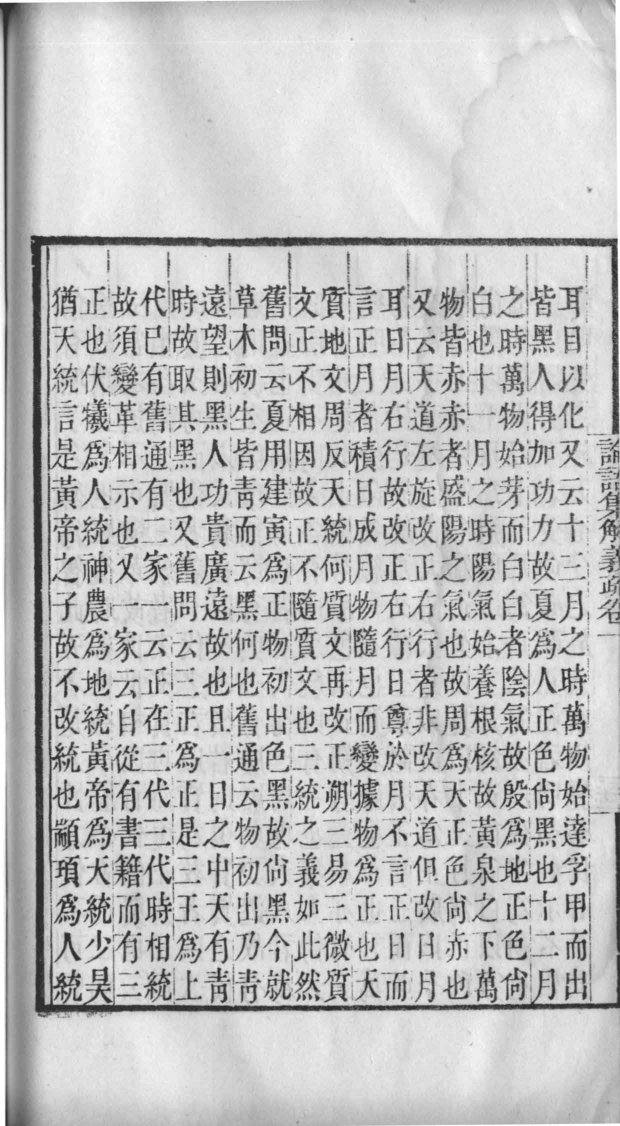 論語集解義疏卷一
耳目以化又云十三月之時萬物始達孚甲而出
皆黑人得加功力故夏爲人正色尙黑也十二月
之時萬物始芽而白白者陰氣故殷爲地正色尙
白也十一月之時陽氣始養根核故黃泉之下萬
物皆赤赤者盛陽之氣也故周爲天正色尙赤也
又云天道左旋改正右行者非改天道但改日月
耳日月右行故改正右行日尊於月不言正日而
言正月者積日成月物隨月而變據物爲正也天
質地文周反天統何質文再改正朔三易三微質
文正不相因故正不隨質文也三統之義如此然
舊問云夏用建寅爲正物初出色黑故尙黑今就
草木初生皆靑而云黑何也舊通云物初出乃靑
遠望則黑人功貴廣遠故也且一日之中天有靑
時故取其黑也又舊問云三正爲正是三王爲上
代已有舊通有二家一云正在三代三代時相統
故須變革相示也又一家云自從有書籍而有三
正也伏犧爲人統神農爲地統黃帝爲天統少昊
猶天統言是黃帝之子故不改統也顓頊爲人統